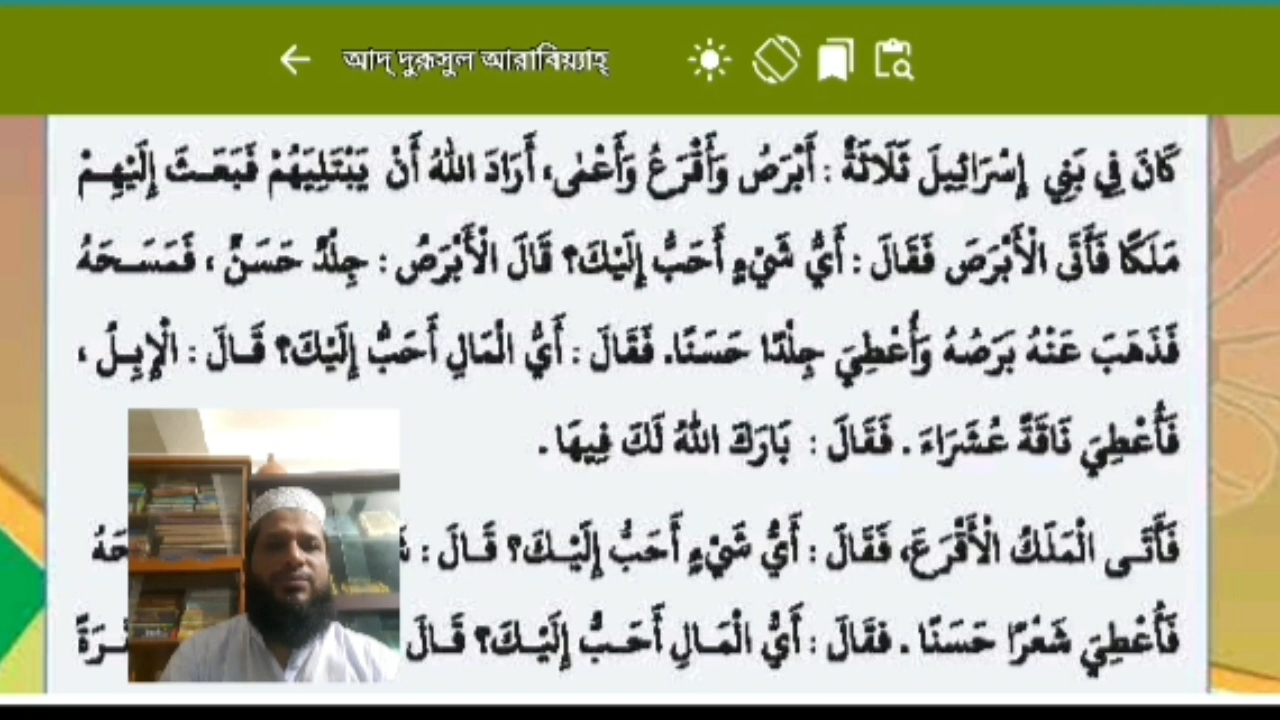 আদ্ দুরূসুল আরাবিয়্যাহ্
كَانَ فِي بَنِي إِسْرَائِيلَ ثَلَاثَةٌ : أَبْرَصُ وَأَقْرَعُ وَأَعْمٰى، أَرَادَ اللهُ أَنْ يَبْتَلِيَهُمْ فَبَعَثَ إِلَيْهِمْ
مَلَكًا فَأَتَى الْأَبْرَصَ فَقَالَ : أَيُّ شَيْءٍ أَحَبُّ إِلَيْكَ؟ قَالَ الْأَبْرَصُ : جِلْدٌ حَسَنٌ ، فَمَسَحَهُ
فَذَهَبَ عَنْهُ بَرَصُهُ وَأُعْطِيَ جِلْدًا حَسَنًا. فَقَالَ : أَيُّ الْمَالِ أَحَبُّ إِلَيْكَ؟ قَالَ : الْإِبِلُ ،
فَأُعْطِيَ نَاقَةً عُشَرَاءَ . فَقَالَ : بَارَكَ اللهُ لَكَ فِيهَا .
فَأَتَى الْمَلَكُ الْأَقْرَعَ، فَقَالَ : أَيُّ شَيْءٍ أَحَبُّ إِلَيْكَ؟ قَالَ :
فَأُعْطِيَ شَعْرًا حَسَنًا . فقَالَ : أَيُّ الْمَالِ أَحَبُّ إِلَيْكَ؟ قَالَ